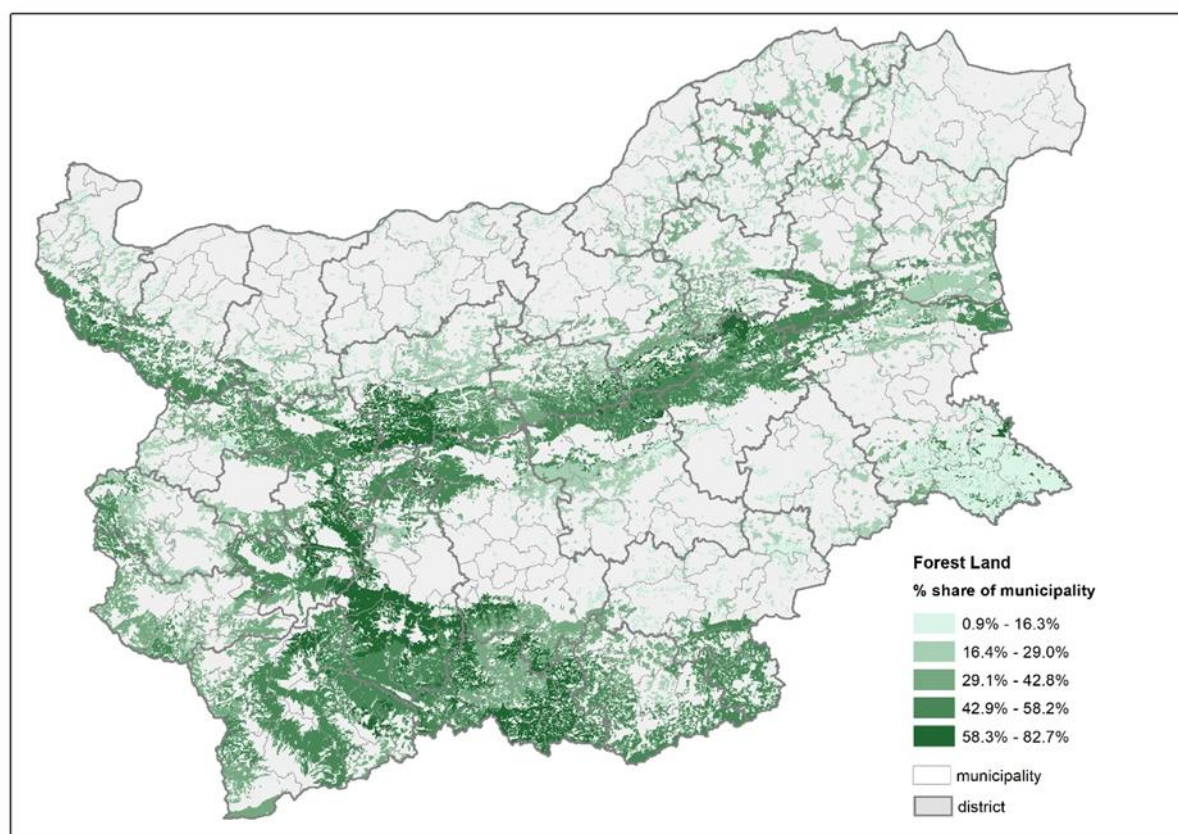 Forest Land
% share of municipality
0.9% - 16.3%
16.4% - 29.0%
29.1% - 42.8%
42.9% - 58.2%
58.3% - 82.7%
municipality
district